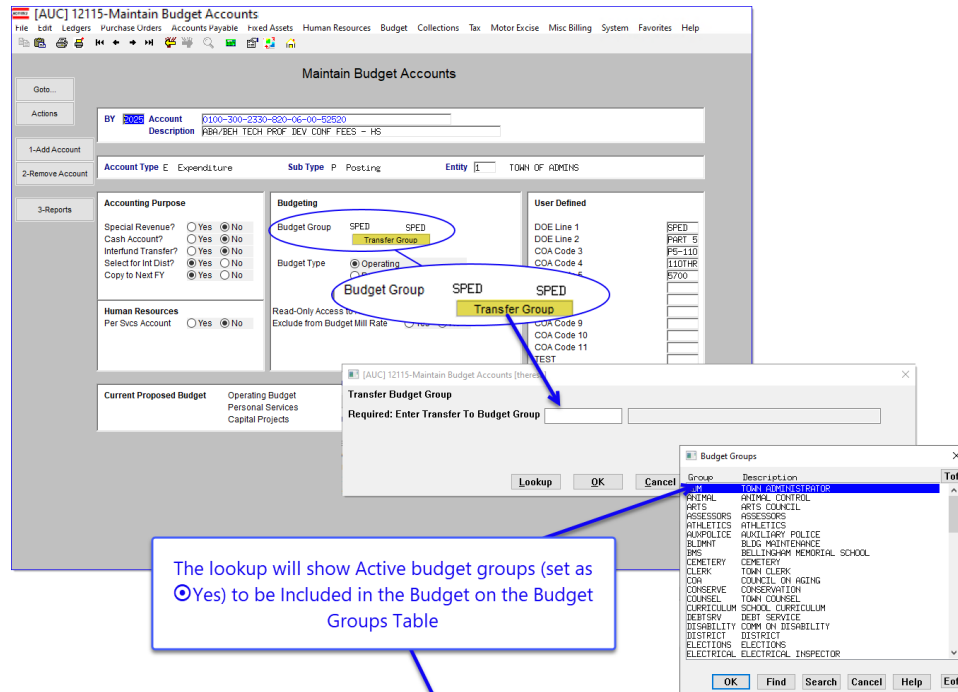 [AUC] 12115-Maintain Budget Accounts
File Edit Ledgers Purchase Orders Accounts Payable Fixed Assets Human Resources Budget Collections Tax Motor Excise Misc Billing System Favorites Help
Maintain Budget Accounts
Goto...
Actions
1-Add Account
2-Remove Account
3-Reports
BY 2025 Account 0100-300-2330-820-06-00-52520
Description ABA/BEH TECH PROF DEV CONF FEES - HS
Account Type E Expenditure Sub Type P Posting Entity 1 TOWN OF ADMINS
Accounting Purpose
Special Revenue? Yes No
Cash Account? Yes No
Interfund Transfer? Yes No
Select for Int Dist? Yes No
Copy to Next FY Yes No
Human Resources
Per Svcs Account Yes No
Budgeting
Budget Group SPED SPED
Transfer Group
Budget Type Operating
Budget Group SPED SPED
Transfer Group
Read-Only Access to
Exclude from Budget Mill Rate
User Defined
DOE Line 1 SPED
DOE Line 2 PART 5
COA Code 3 P5-110
COA Code 4 110THR
5700
COA Code 9
COA Code 10
COA Code 11
TEST
Current Proposed Budget Operating Budget
Personal Services
Capital Projects
[AUC] 12115-Maintain Budget Accounts
Transfer Budget Group
Required: Enter Transfer To Budget Group
Lookup OK Cancel
Budget Groups
Group Description
TOWN ADMINISTRATOR
ANIMAL ANIMAL CONTROL
ARTS ARTS COUNCIL
ASSESSORS ASSESSORS
ATHLETICS ATHLETICS
AUXPOLICE AUXILIARY POLICE
BLDMNT BLDG MAINTENANCE
BMS BELLINGHAM MEMORIAL SCHOOL
CEMETERY CEMETERY
CLERK TOWN CLERK
COA COUNCIL ON AGING
CONSERVE CONSERVATION
COUNSEL TOWN COUNSEL
CURRICULUM SCHOOL CURRICULUM
DEBTSRV DEBT SERVICE
DISABILITY COMM ON DISABILITY
DISTRICT DISTRICT
ELECTIONS ELECTIONS
ELECTRICAL ELECTRICAL INSPECTOR
OK Find Search Cancel Help
The lookup will show Active budget groups (set as
Yes) to be Included in the Budget on the Budget
Groups Table